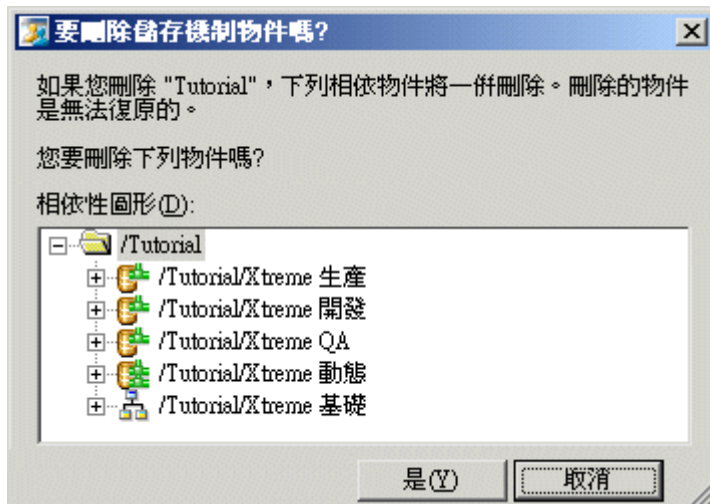 要刪除儲存機制物件嗎?
如果您刪除 "Tutorial",下列相依物件將一併刪除。刪除的物件
是無法復原的。
您要刪除下列物件嗎?
相依性圖形(D):
/Tutorial
/Tutorial/Xtreme 生產
/Tutorial/Xtreme 開發
/Tutorial/Xtreme QA
/Tutorial/Xtreme 動態
/Tutorial/Xtreme 基礎
是(Y) 取消